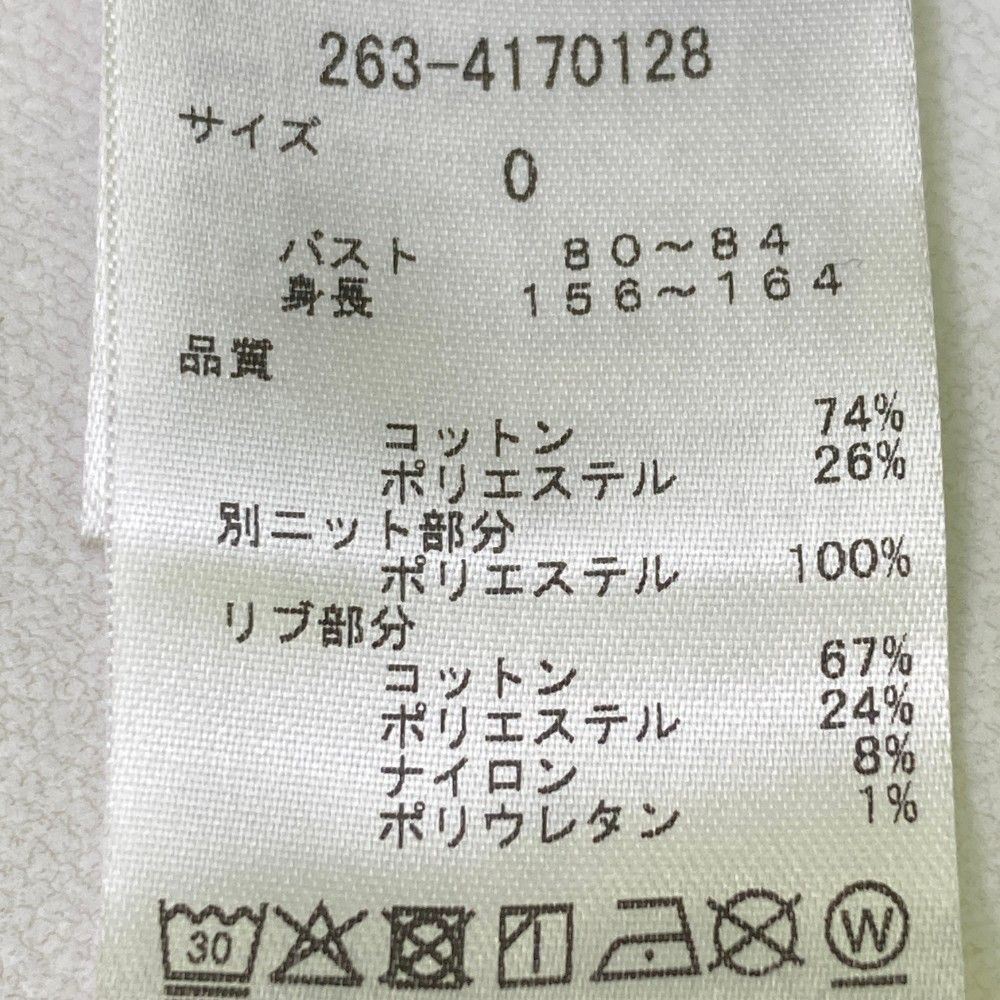 263-4170128
サイズ
0
バスト 80～84
身長 156～164
品質
コットン 74%
ポリエステル 26%
別ニット部分
ポリエステル 100%
リブ部分
コットン 67%
ポリエステル 24%
ナイロン 8%
ポリウレタン 1%
30 W